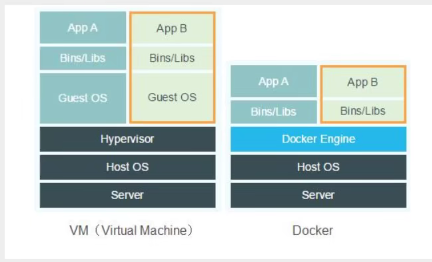 App A
App B
Bins/Libs
Bins/Libs
Guest OS
Guest OS
Hypervisor
Host OS
Server
VM（Virtual Machine）
App A
App B
Bins/Libs
Bins/Libs
Docker Engine
Host OS
Server
Docker